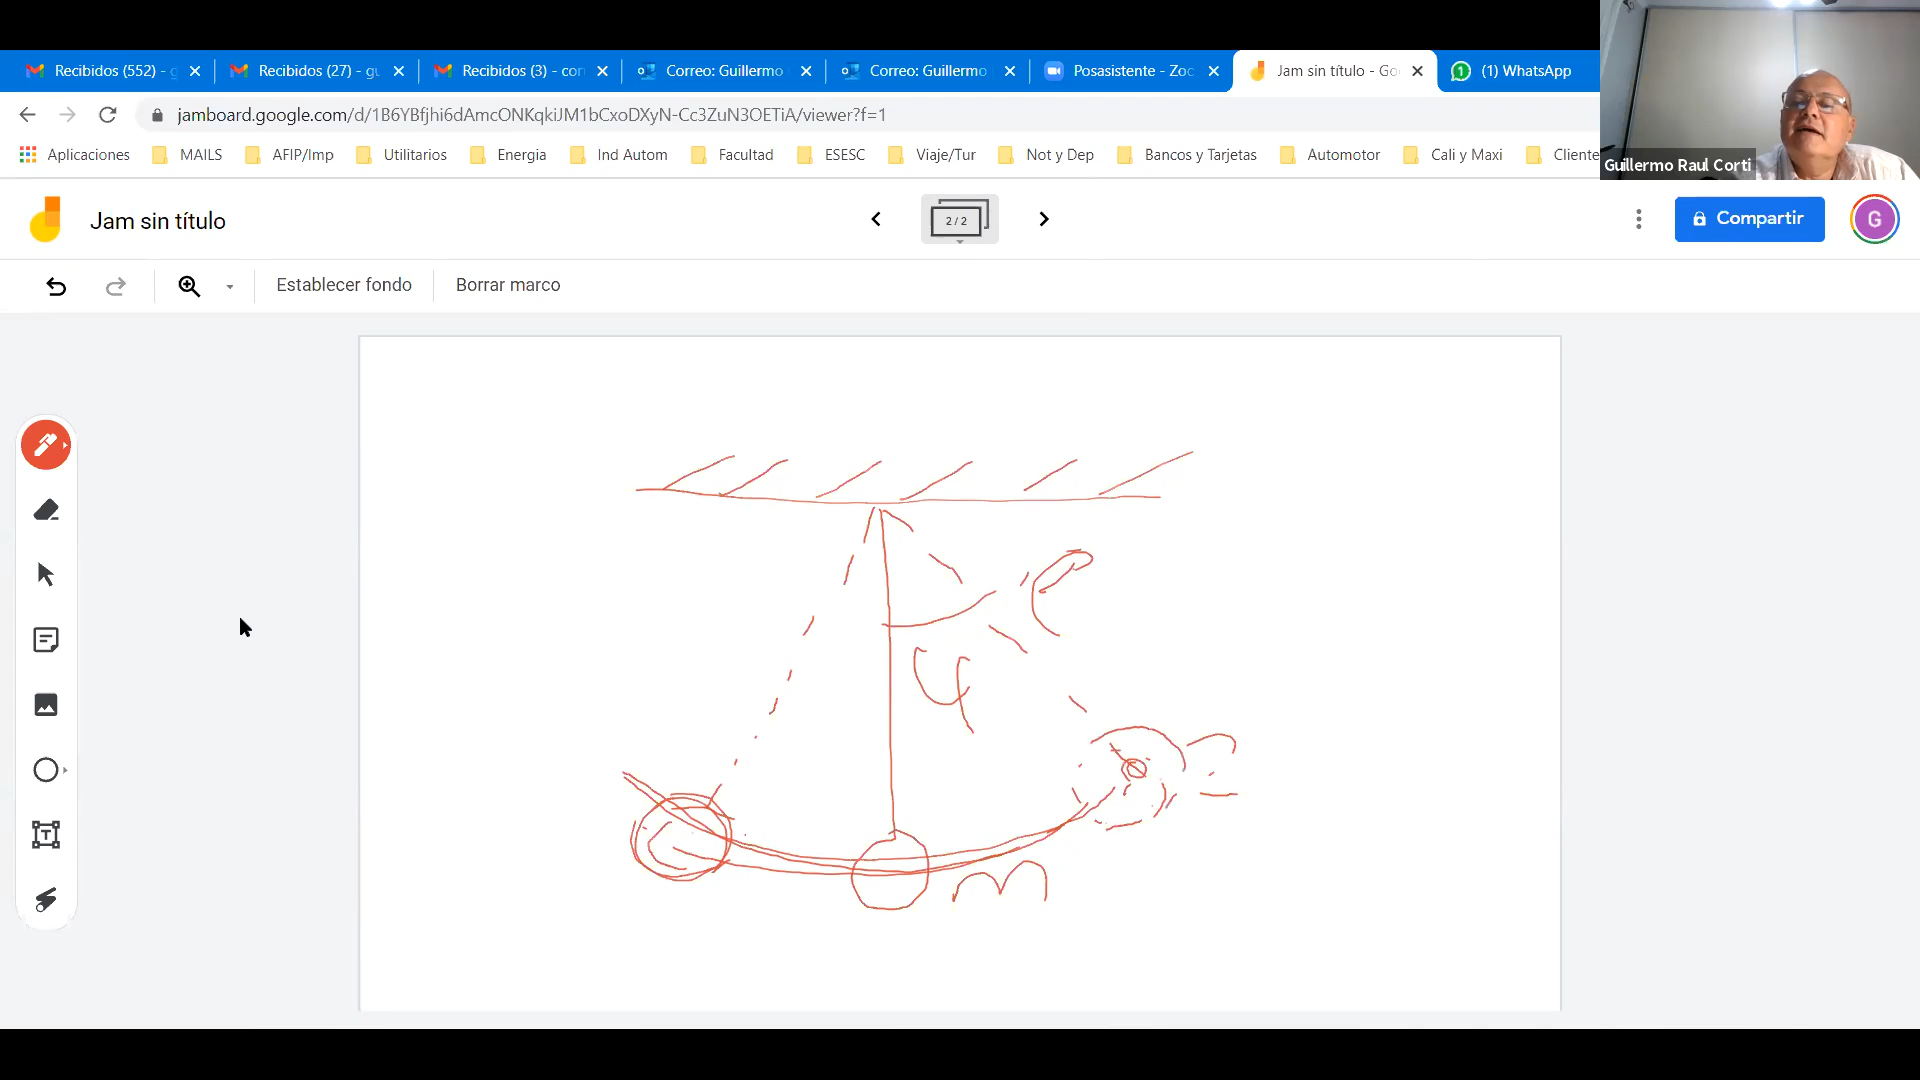 Recibidos (552) - g
Recibidos (27) - gu
Recibidos (3) - corr
Correo: Guillermo
Correo: Guillermo
Posasistente - Zoo
Jam sin título - Go
1 (1) WhatsApp
jamboard.google.com/d/1B6YBfjhi6dAmcONKqkiJM1bCxoDXyN-Cc3ZuN3OETiA/viewer?f=1
Aplicaciones MAILS AFIP/Imp Utilitarios Energia Ind Autom Facultad ESESC Viaje/Tur Not y Dep Bancos y Tarjetas Automotor Cali y Maxi Cliente
Guillermo Raul Corti
Jam sin título
2 / 2
Compartir
G
Establecer fondo
Borrar marco
T
m